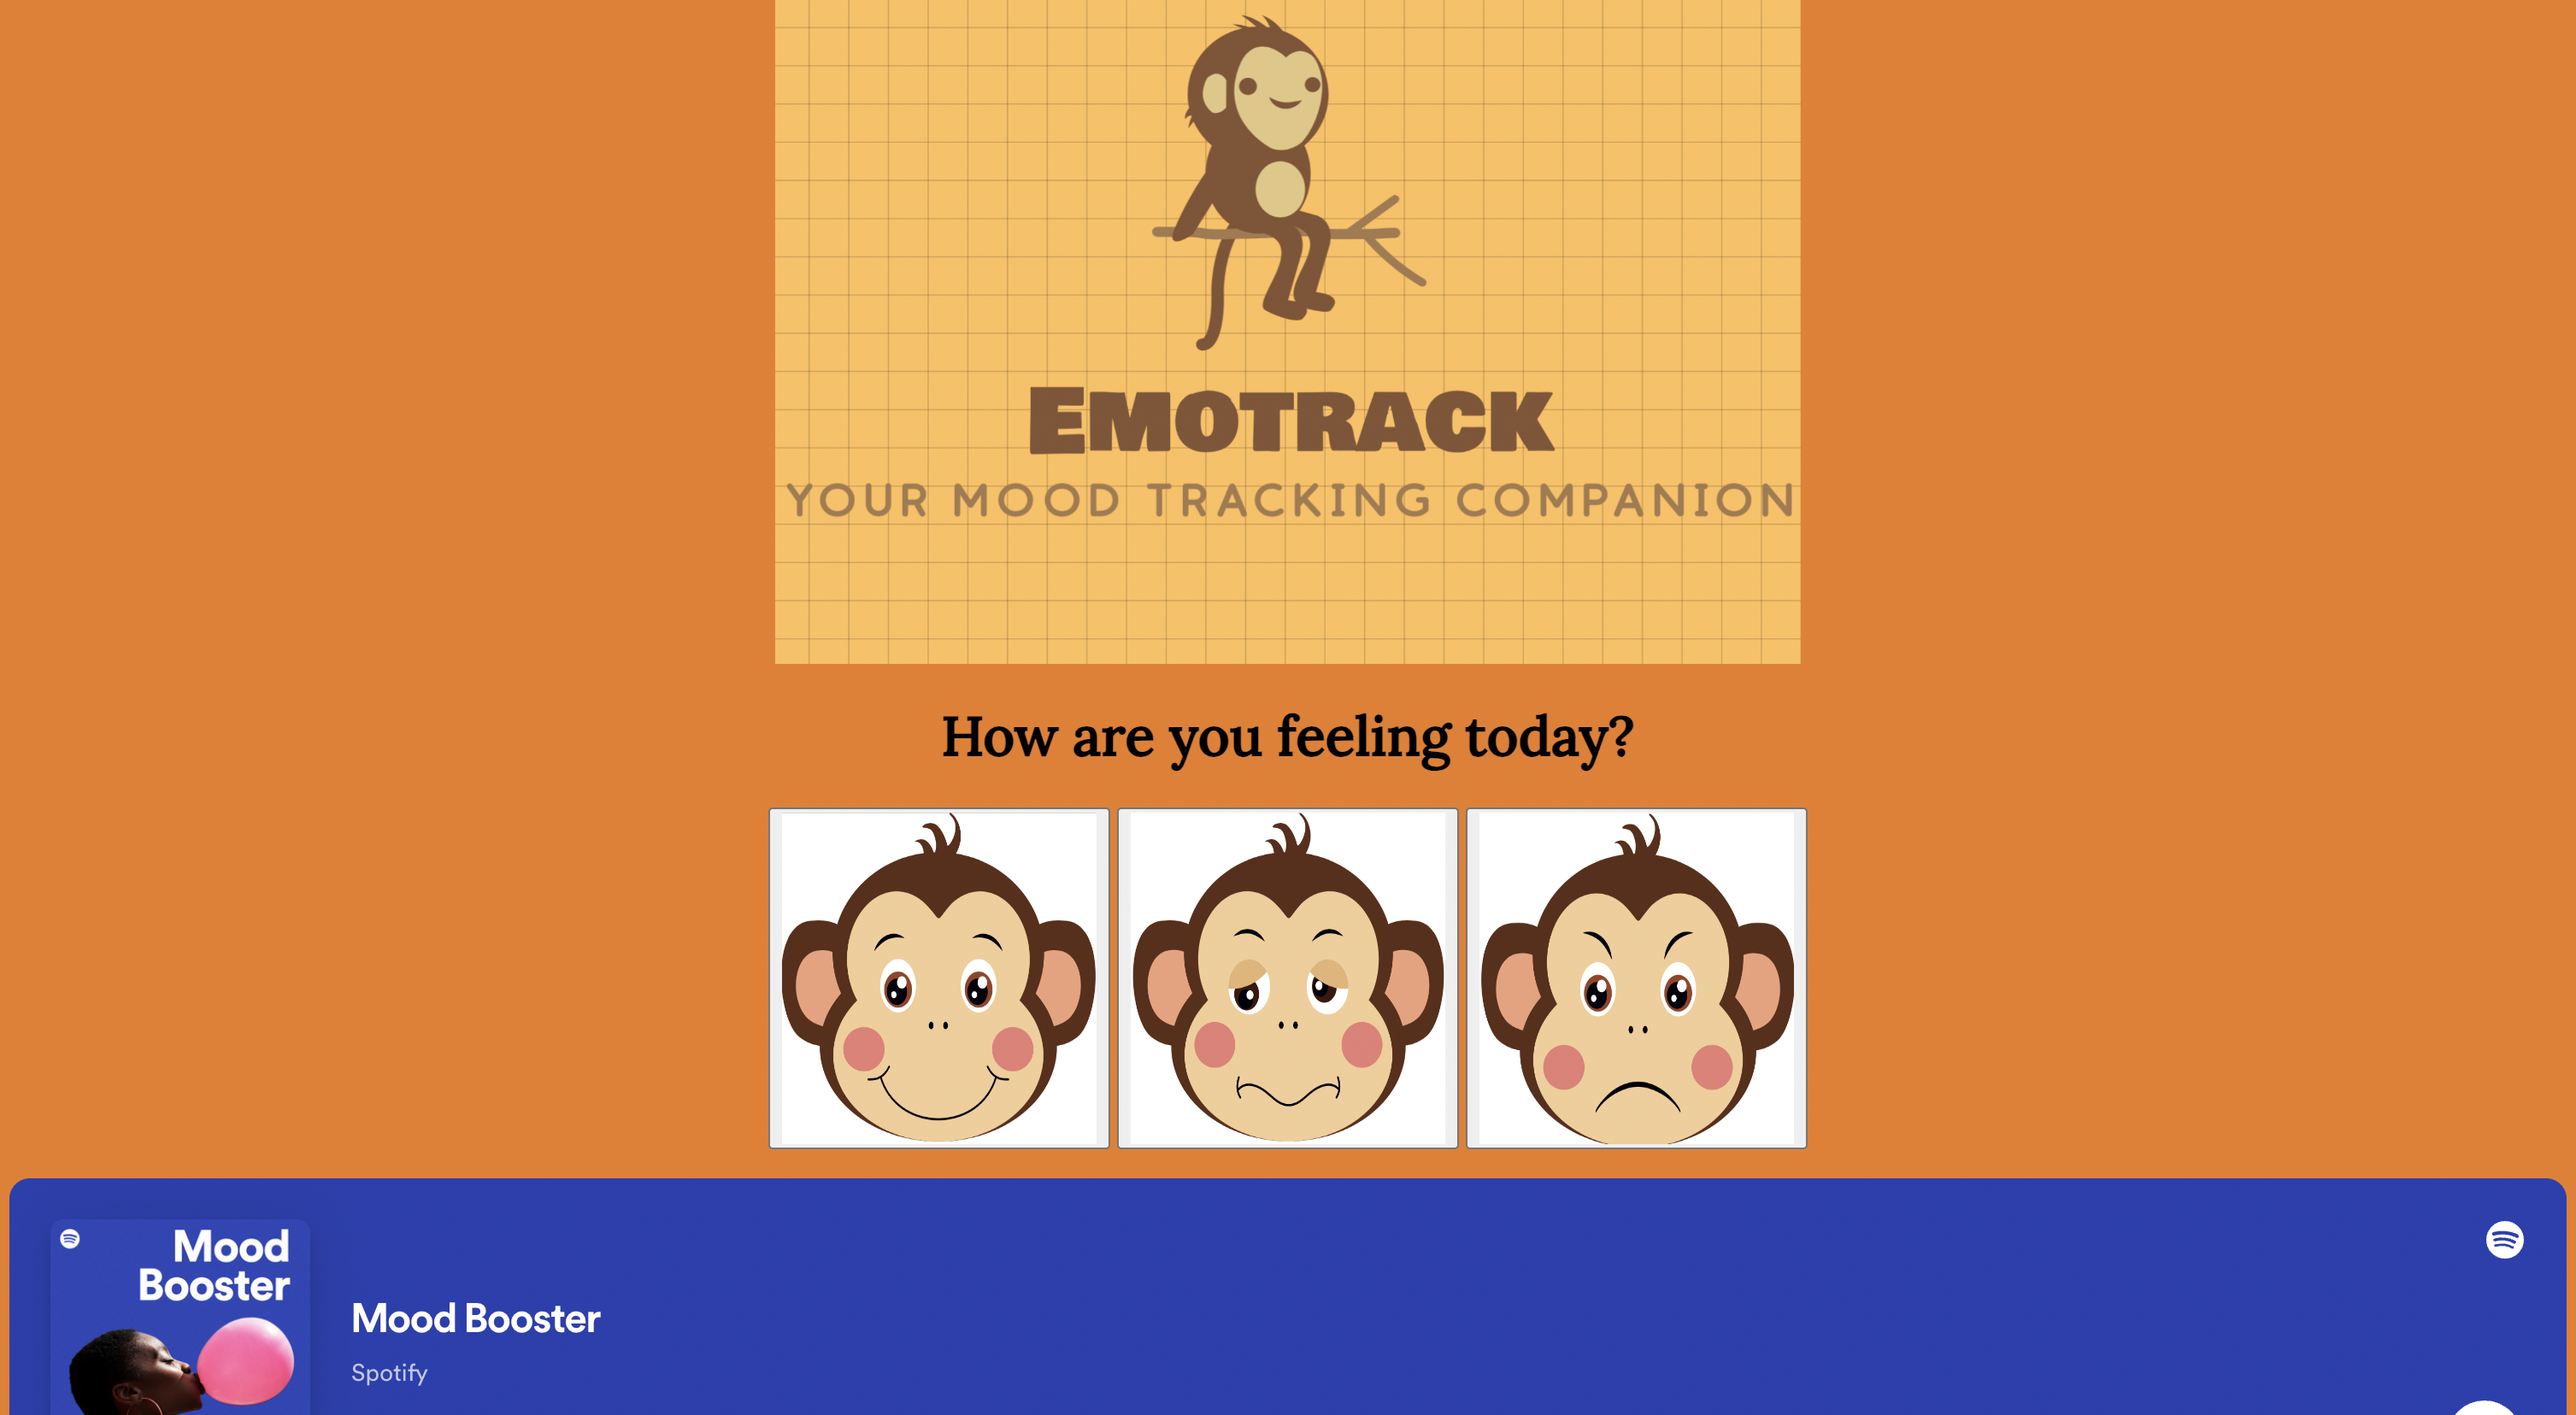 Emotrack
YOUR MOOD TRACKING COMPANION
How are you feeling today?
Mood
Booster
Mood Booster
Spotify